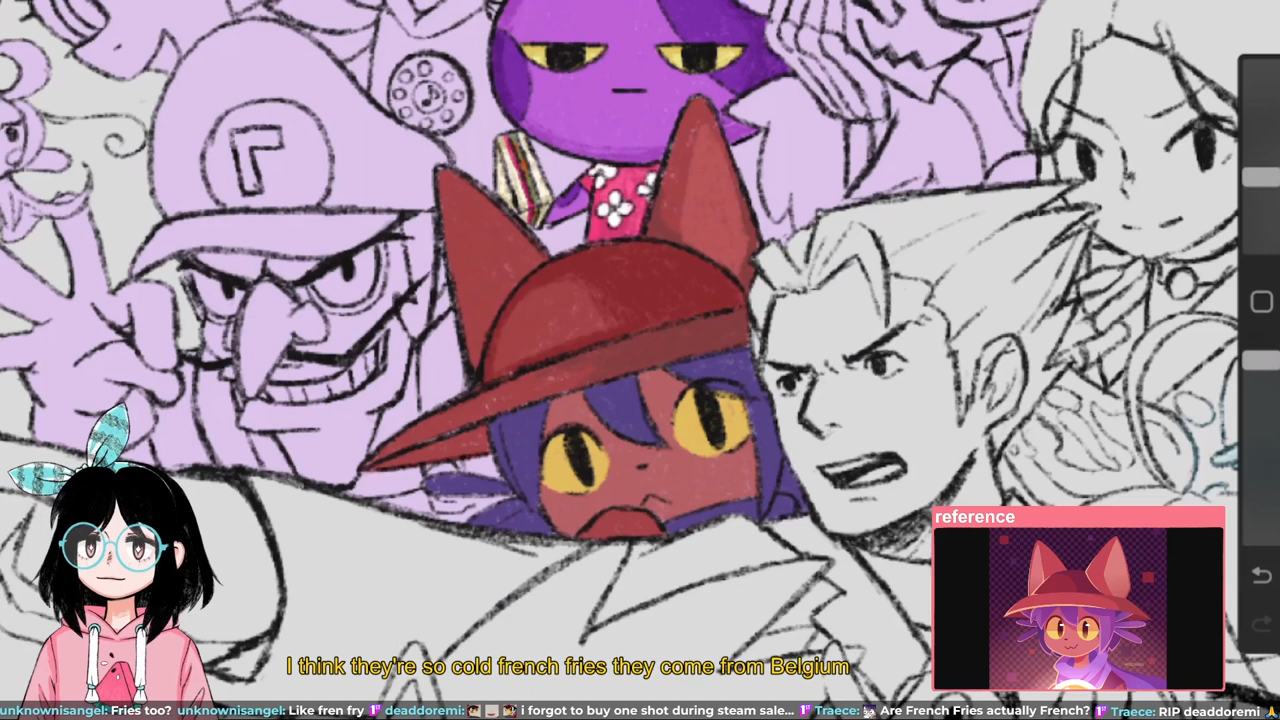 reference
I think they're so cold french fries they come from Belgium
unknownisangel: Fries too? unknownisangel: Like fren fry deaddoremi: i forgot to buy one shot during steam sale... Traece: Are French Fries actually French? Traece: RIP deaddoremi